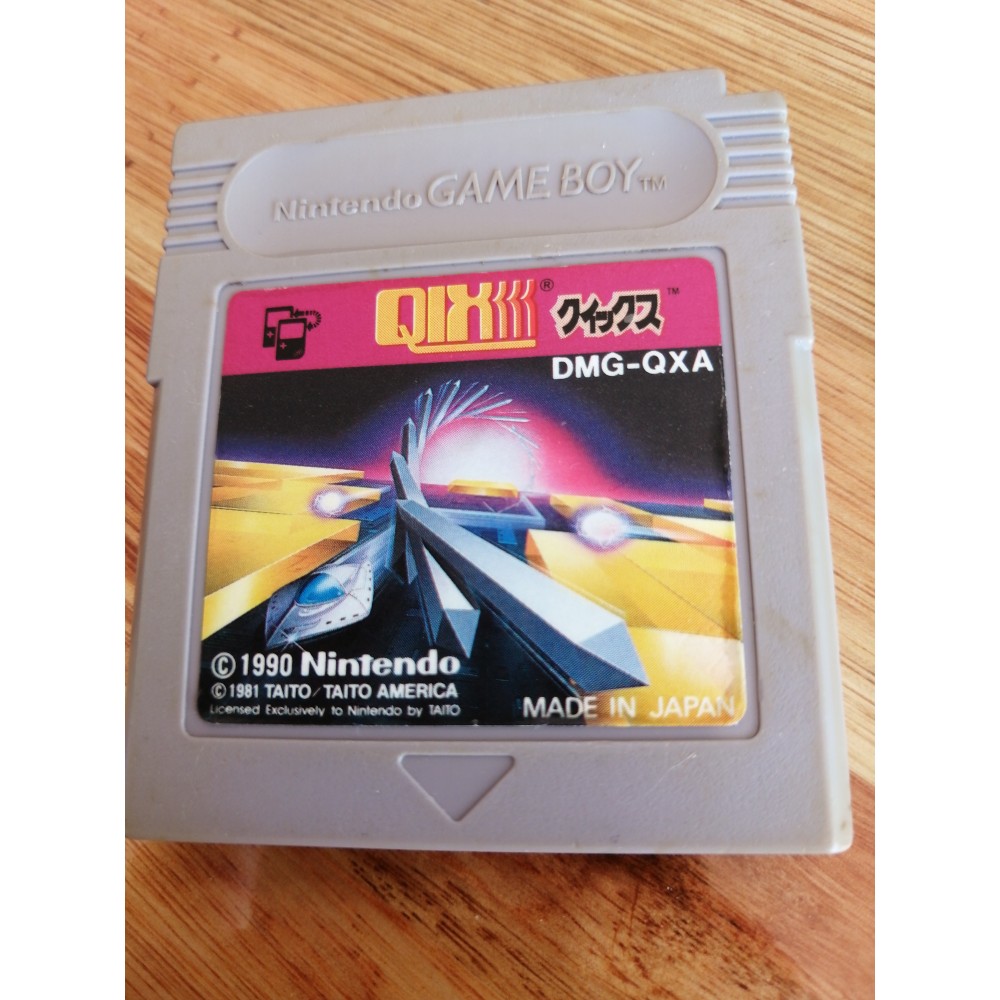 Nintendo GAME BOY™
QIX® クイックス™
DMG-QXA
© 1990 Nintendo
© 1981 TAITO/TAITO AMERICA
Licensed Exclusively to Nintendo by TAITO
MADE IN JAPAN